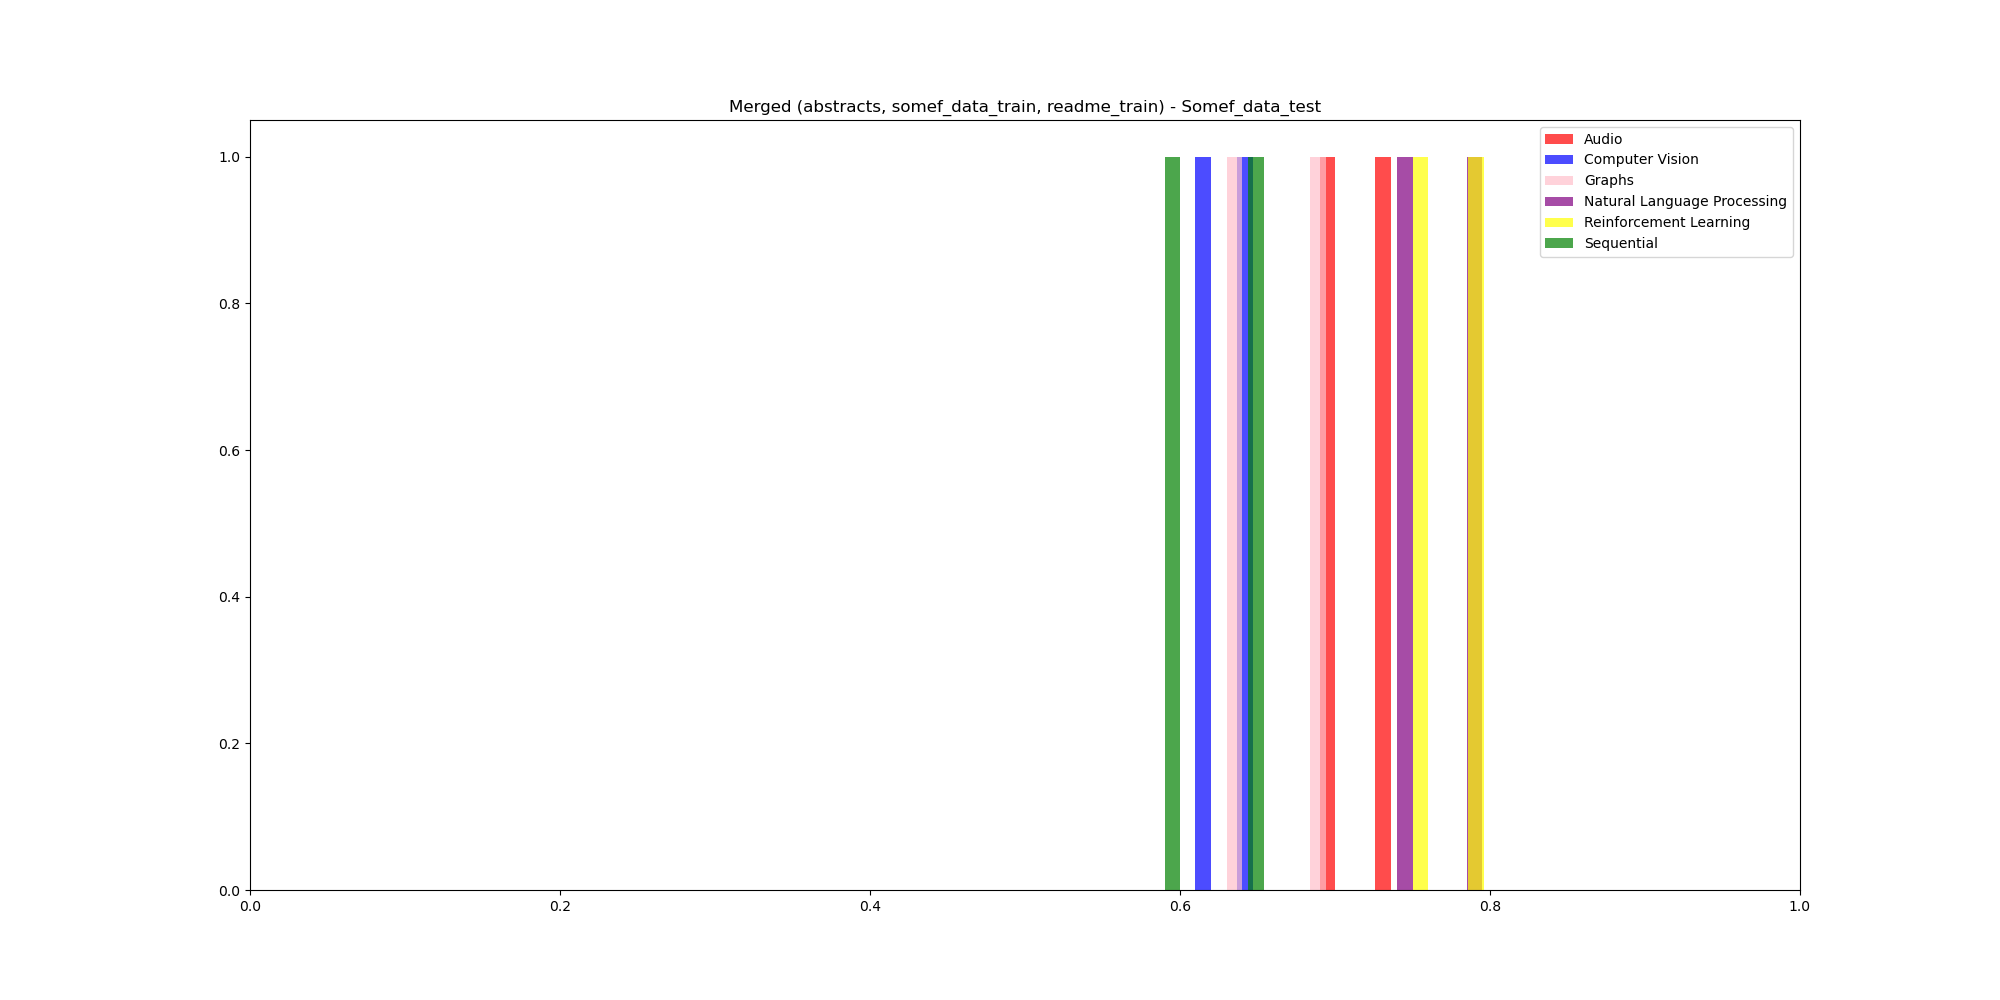 Merged (abstracts, somef_data_train, readme_train) - Somef_data_test
Audio
Computer Vision
Graphs
Natural Language Processing
Reinforcement Learning
Sequential
1.0
0.8
0.6
0.4
0.2
0.0
0.0 0.2 0.4 0.6 0.8 1.0